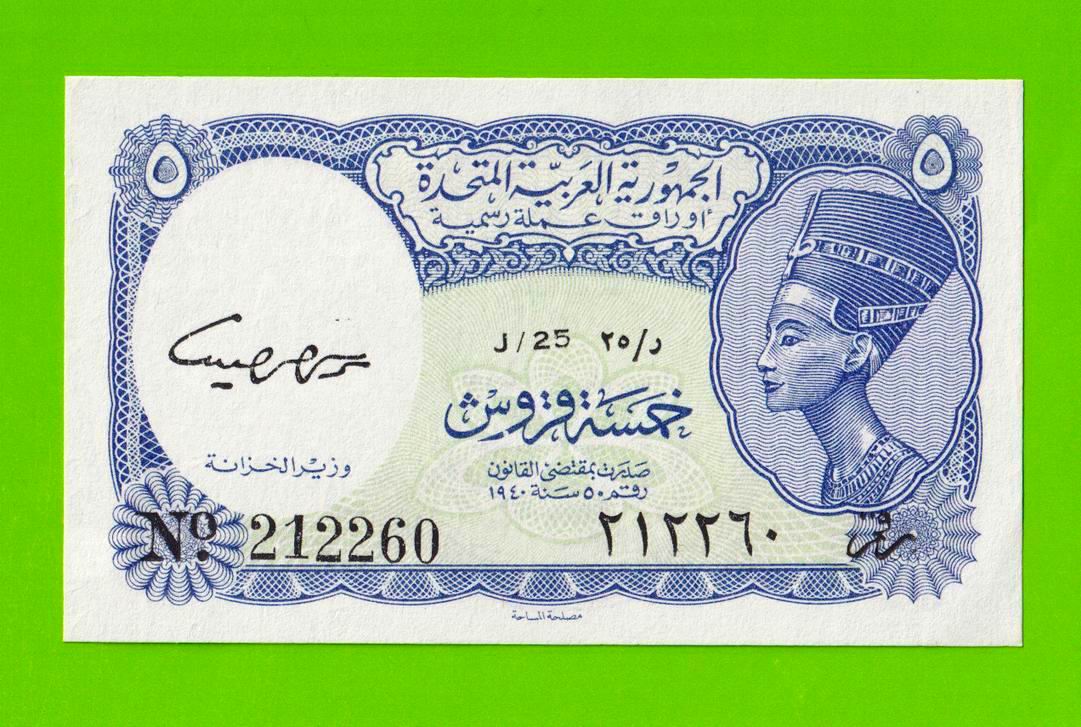 ٥ ٥
الجمهورية العربية المتحدة
أوراق عملة رسمية
J/25 ٢٥/د
خمسة قروش
صدرت بمقتضى القانون
رقم ٥٠ سنة ١٩٤٠
وزير الخزانة
Nº 212260 ٢١٢٢٦٠ رقم
مصلحة المساحة